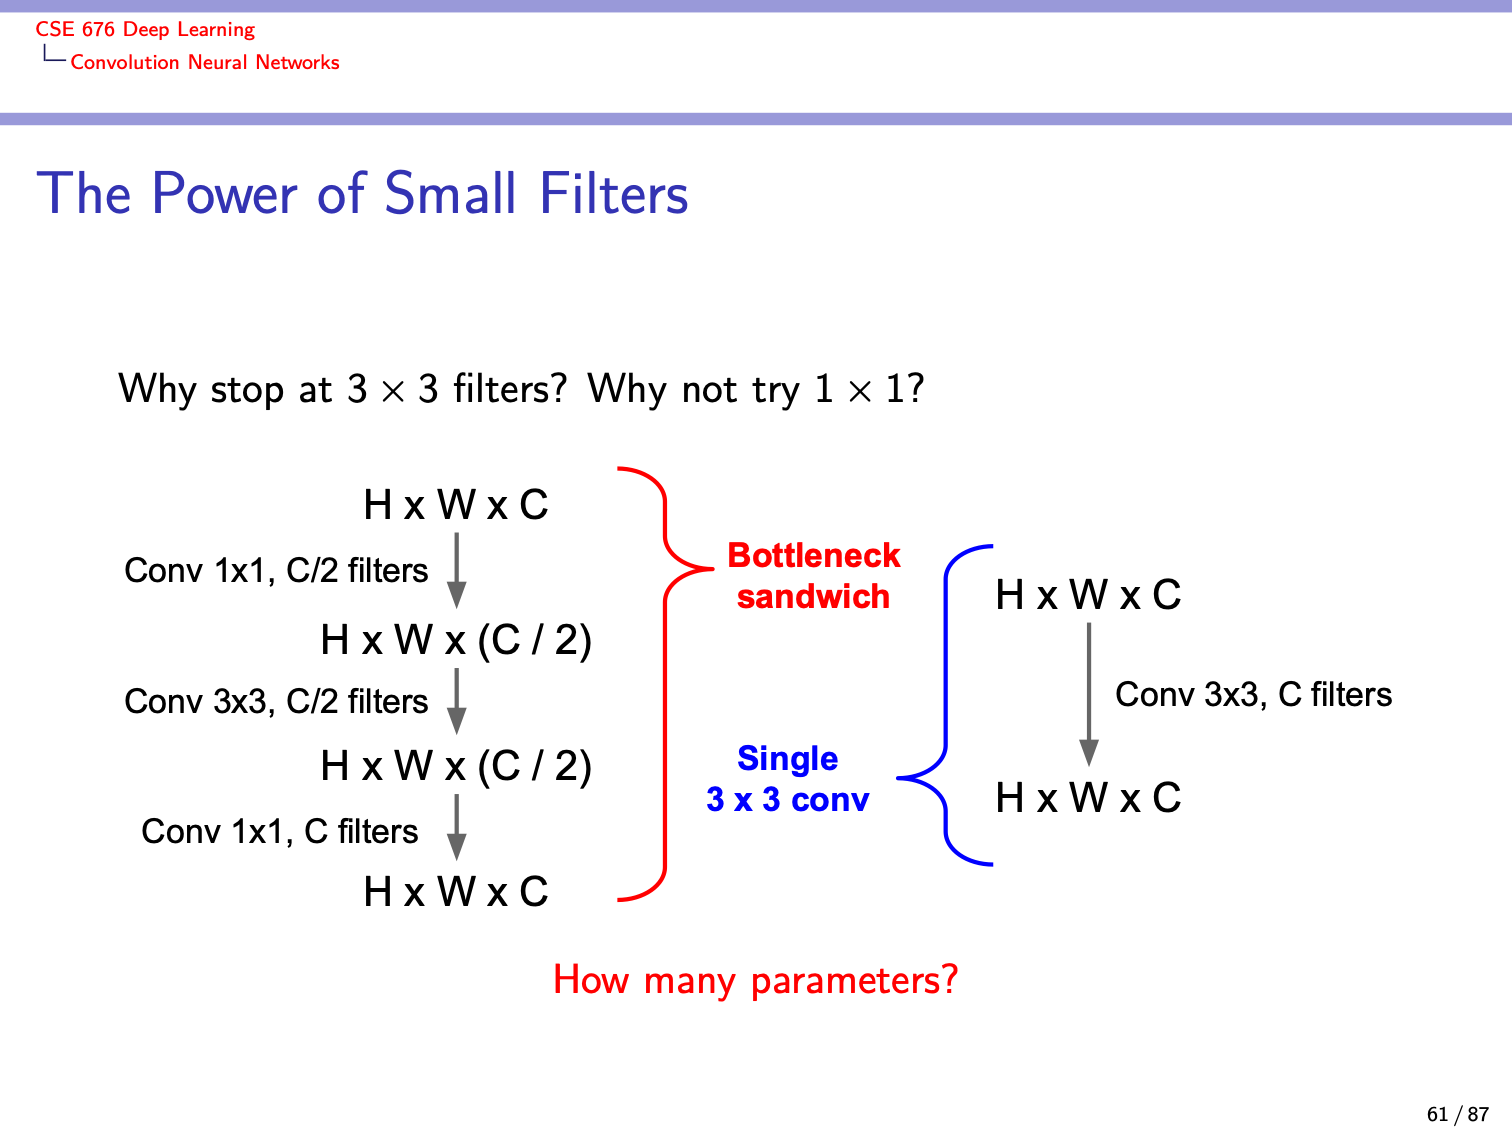 CSE 676 Deep Learning
Convolution Neural Networks
The Power of Small Filters
Why stop at 3 × 3 filters? Why not try 1 × 1?
H x W x C
Conv 1x1, C/2 filters
H x W x (C / 2)
Conv 3x3, C/2 filters
H x W x (C / 2)
Conv 1x1, C filters
H x W x C
Bottleneck
sandwich
Single
3 x 3 conv
H x W x C
Conv 3x3, C filters
H x W x C
How many parameters?
61 / 87